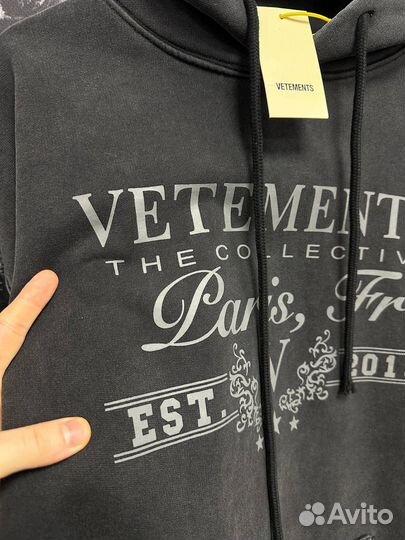 VETEMENTS
VETEMENT
THE COLLECTIV
Paris, Fr
V
EST. 201
Avito